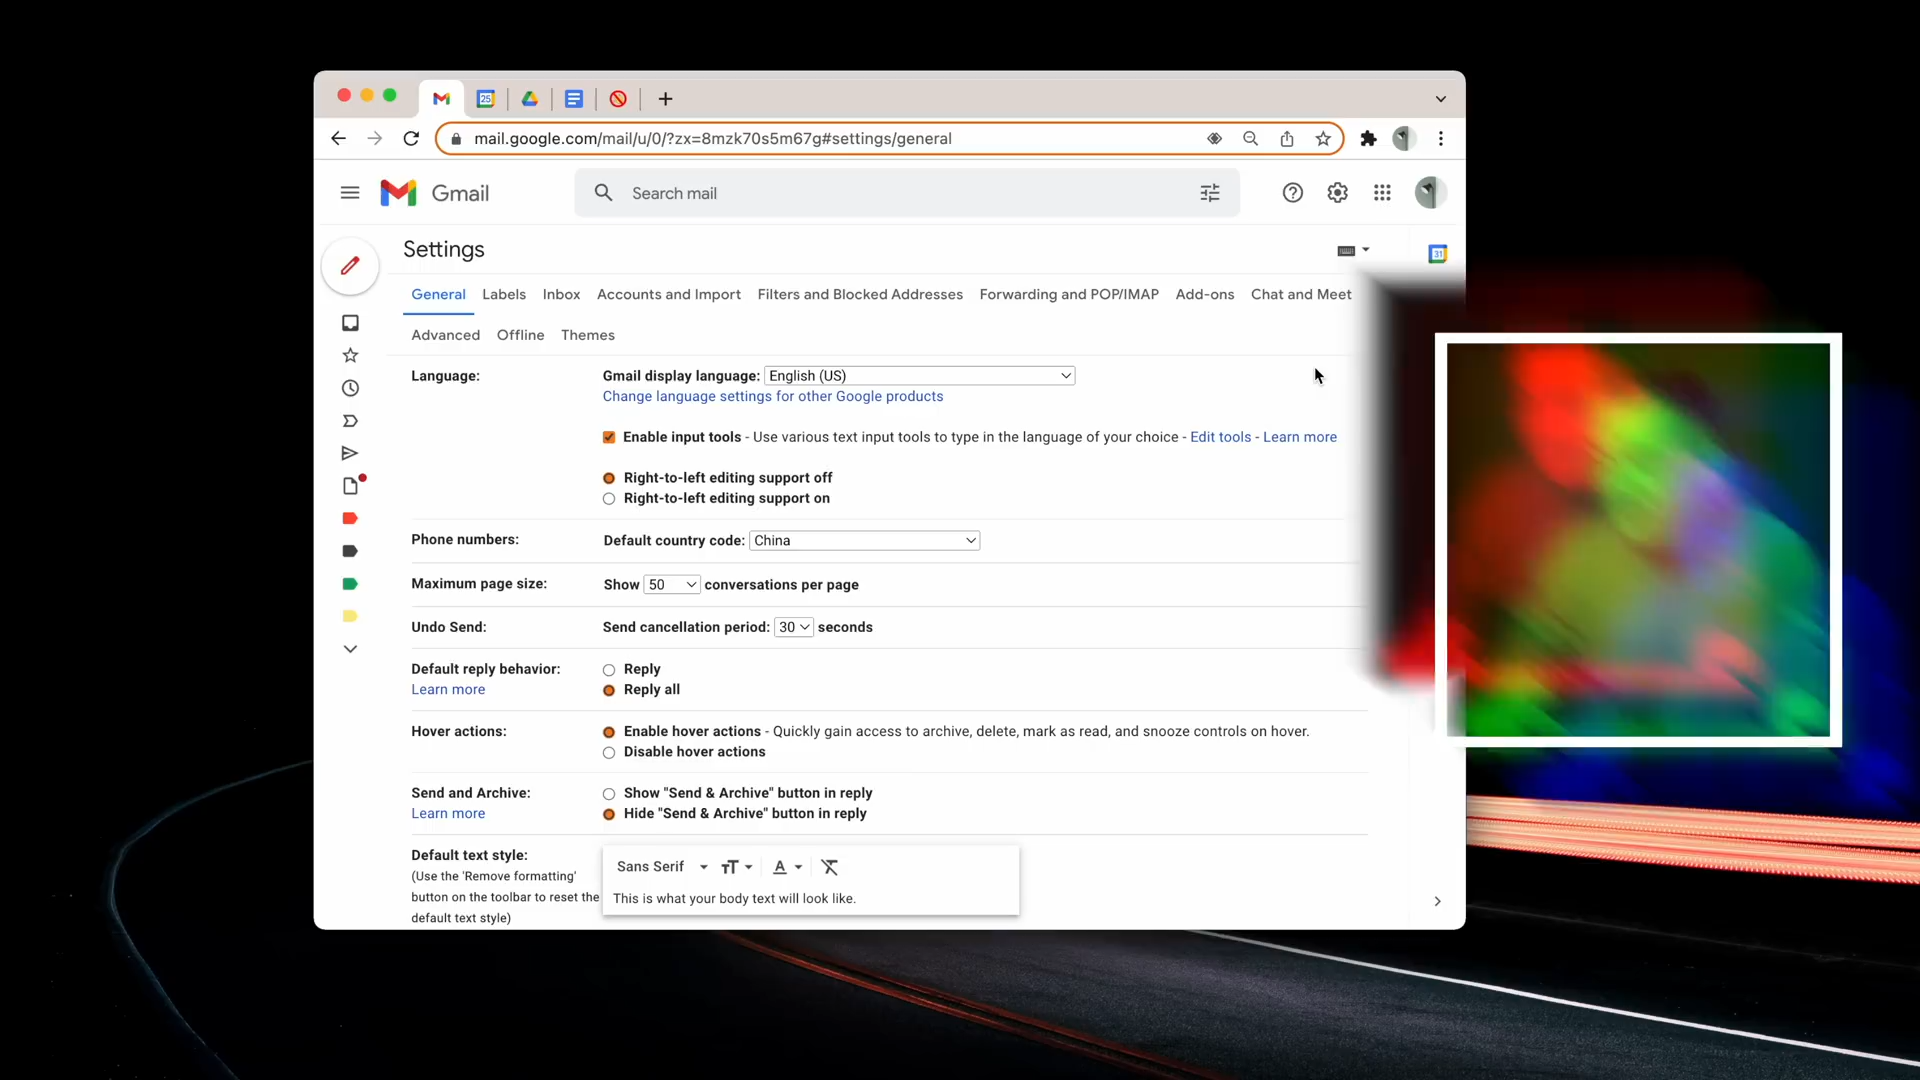 25
mail.google.com/mail/u/0/?zx=8mzk70s5m67g#settings/general
Gmail
Search mail
Settings
31
General Labels Inbox Accounts and Import Filters and Blocked Addresses Forwarding and POP/IMAP Add-ons Chat and Meet
Advanced Offline Themes
Language: Gmail display language: English (US)
Change language settings for other Google products
Enable input tools - Use various text input tools to type in the language of your choice - Edit tools - Learn more
Right-to-left editing support off
Right-to-left editing support on
Phone numbers: Default country code: China
Maximum page size: Show 50 conversations per page
Undo Send: Send cancellation period: 30 seconds
Default reply behavior: Reply
Learn more Reply all
Hover actions: Enable hover actions - Quickly gain access to archive, delete, mark as read, and snooze controls on hover.
Disable hover actions
Send and Archive: Show "Send & Archive" button in reply
Learn more Hide "Send & Archive" button in reply
Default text style: Sans Serif
(Use the 'Remove formatting'
button on the toolbar to reset the This is what your body text will look like.
default text style)